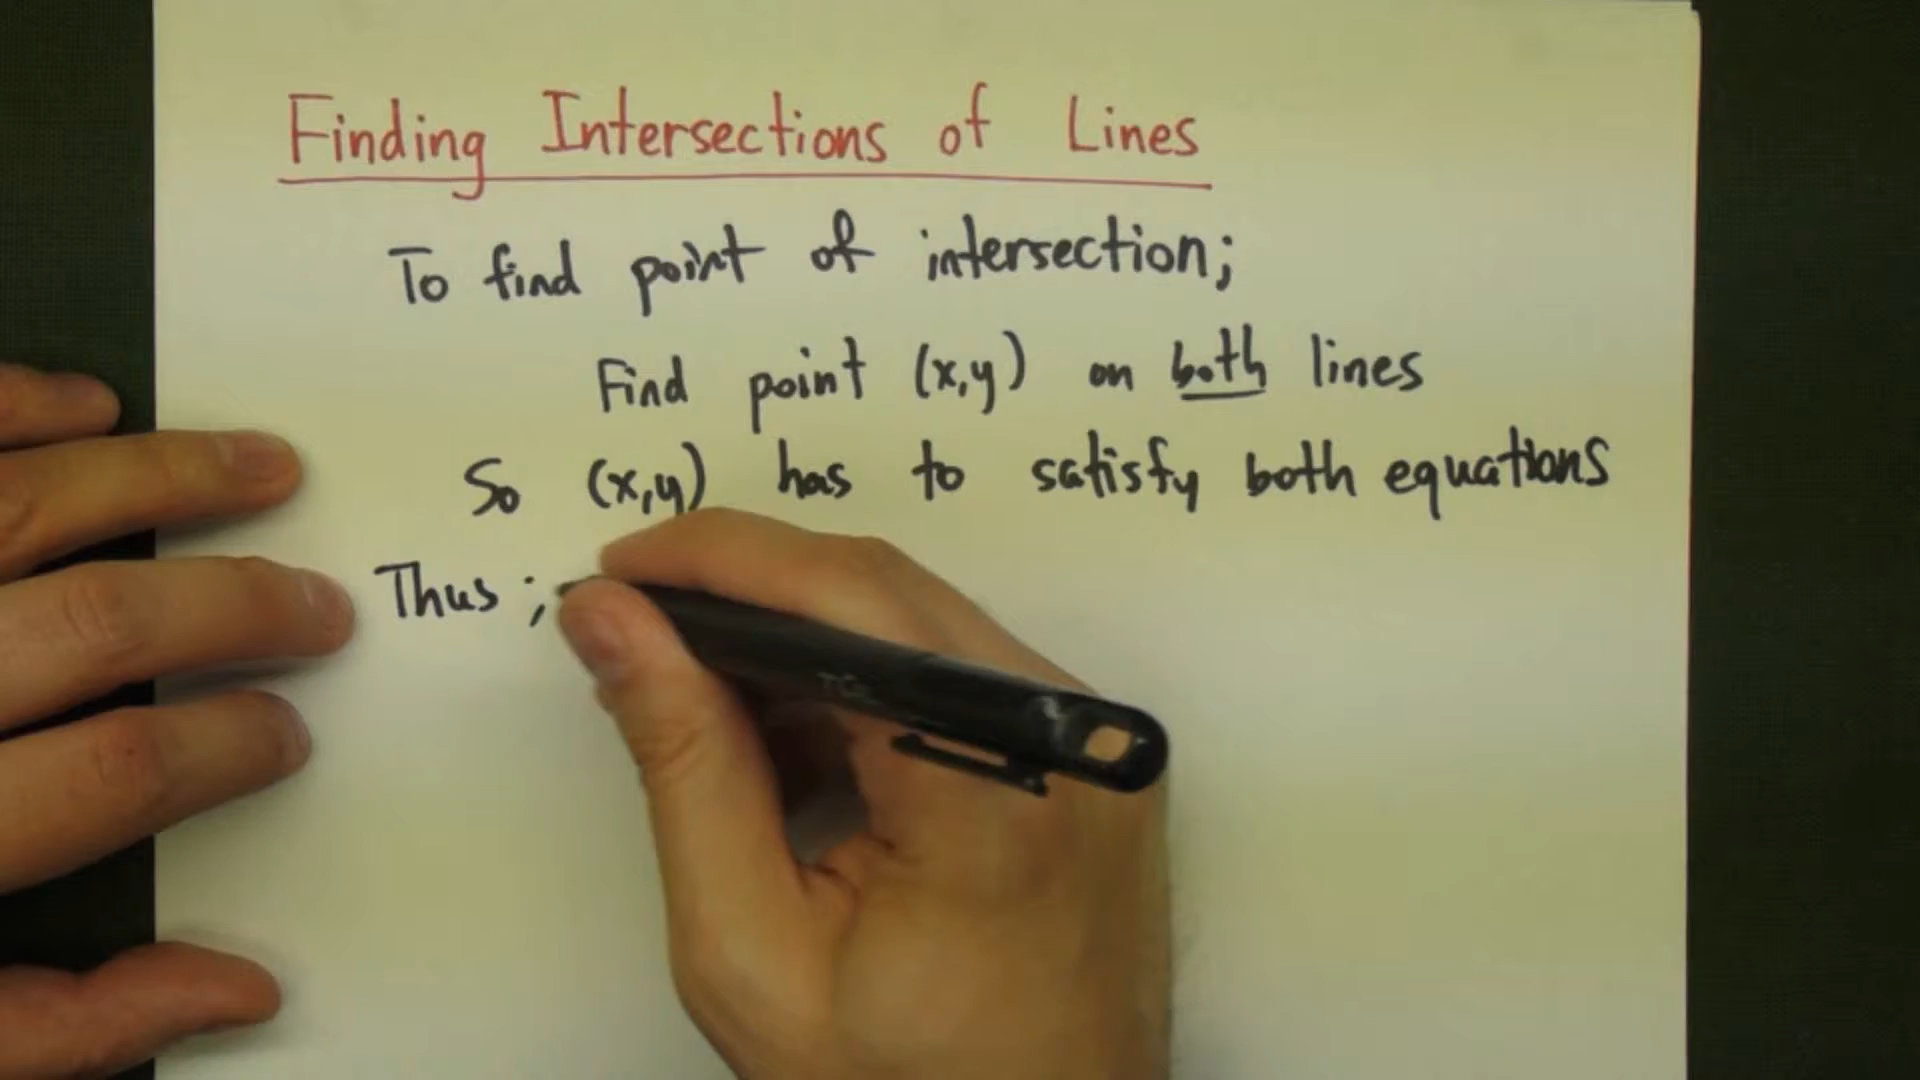 Finding Intersections of Lines
To find point of intersection;
Find point (x,y) on both lines
So (x,y) has to satisfy both equations
Thus ;